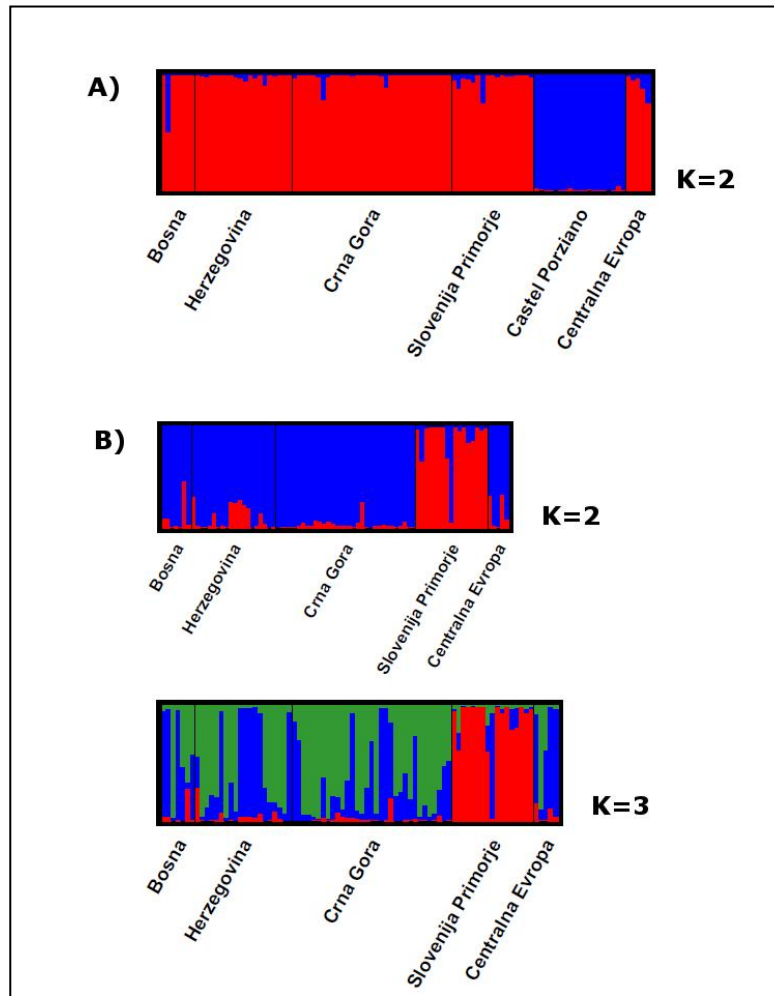 A)
K=2
Bosna
Herzegovina
Crna Gora
Slovenija Primorje
Castel Porziano
Centralna Evropa
B)
K=2
Bosna
Herzegovina
Crna Gora
Slovenija Primorje
Centralna Evropa
K=3
Bosna
Herzegovina
Crna Gora
Slovenija Primorje
Centralna Evropa